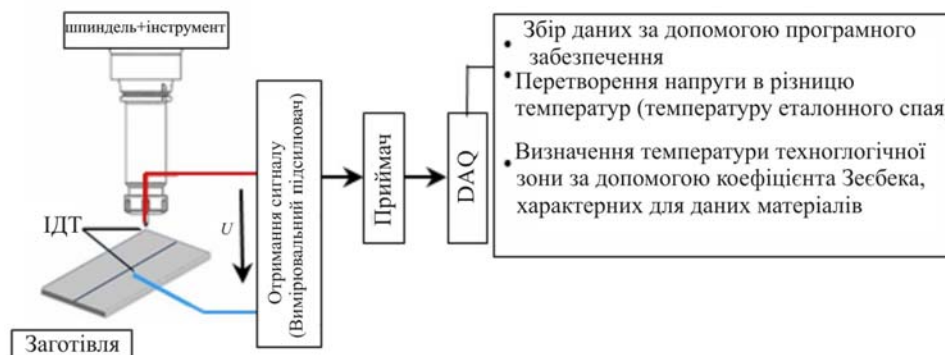 шпиндель+інструмент
ІДТ
Заготівля
U
Отримання сигналу
(Вимірювальний підсилювач)
Приймач
DAQ
• Збір даних за допомогою програмного
забезпечення
• Перетворення напруги в різницю
температур (температуру еталонного спая
• Визначення температури техноглогічної
зони за допомогою коефіцієнта Зеєбека,
характерних для даних матеріалів